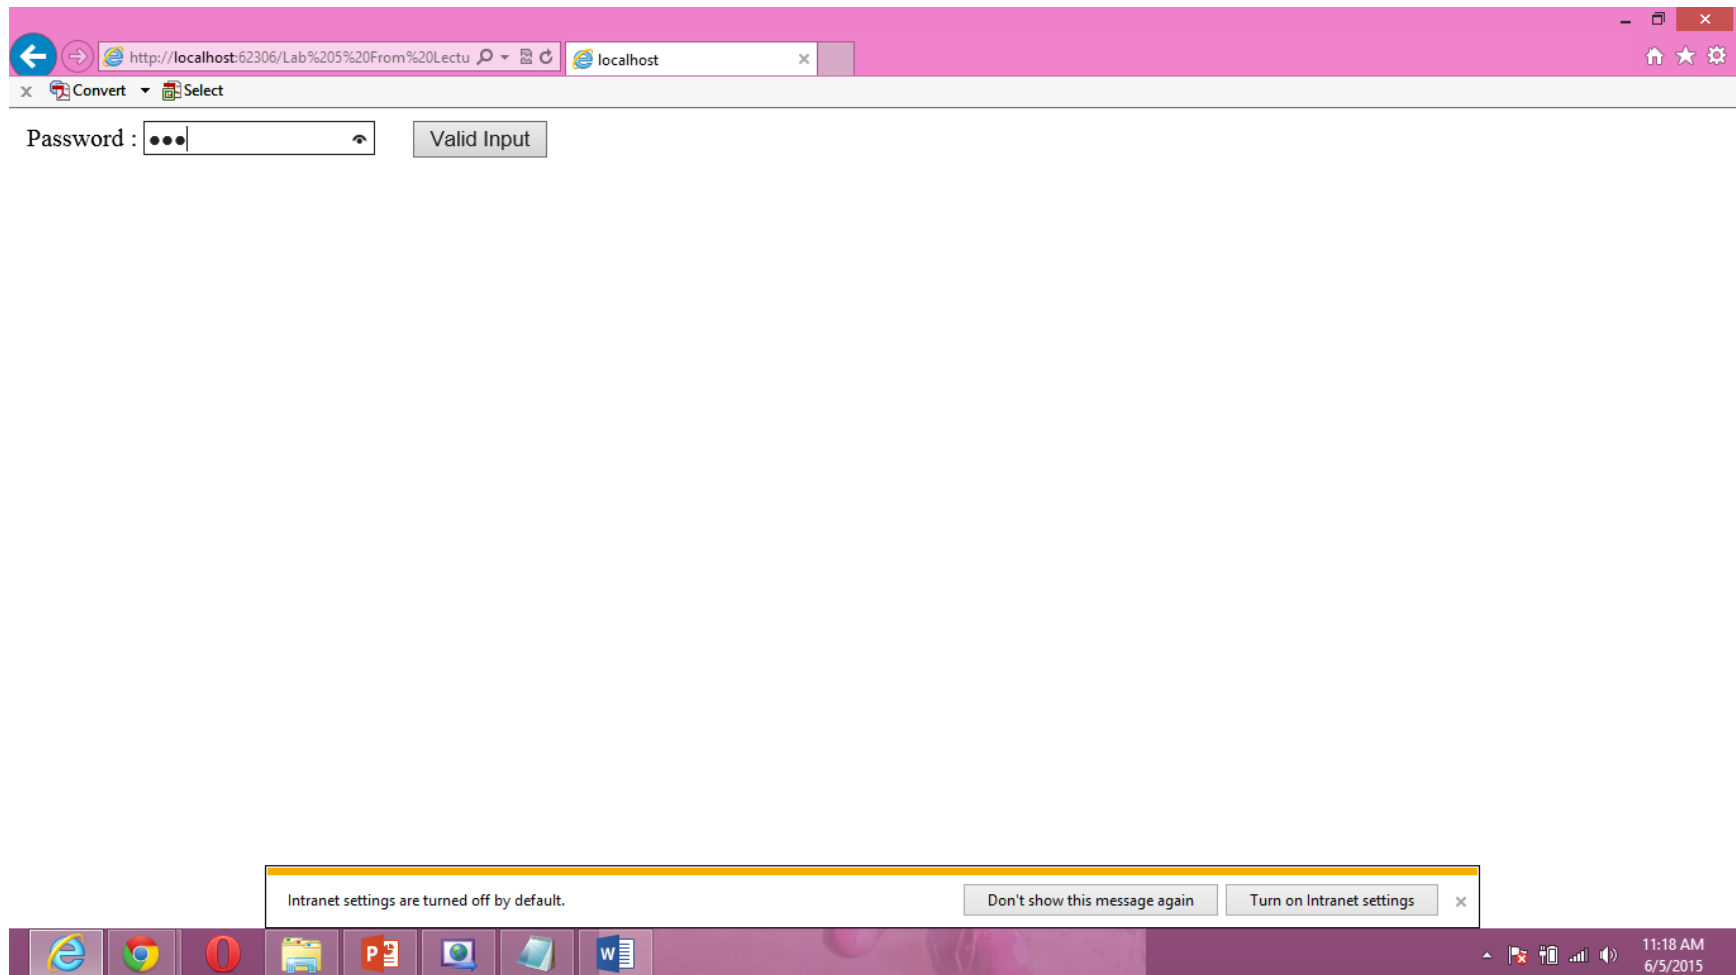 http://localhost:62306/Lab%205%20From%20Lectu
localhost
x Convert Select
Password : •••
Valid Input
Intranet settings are turned off by default.
Don't show this message again
Turn on Intranet settings
11:18 AM
6/5/2015